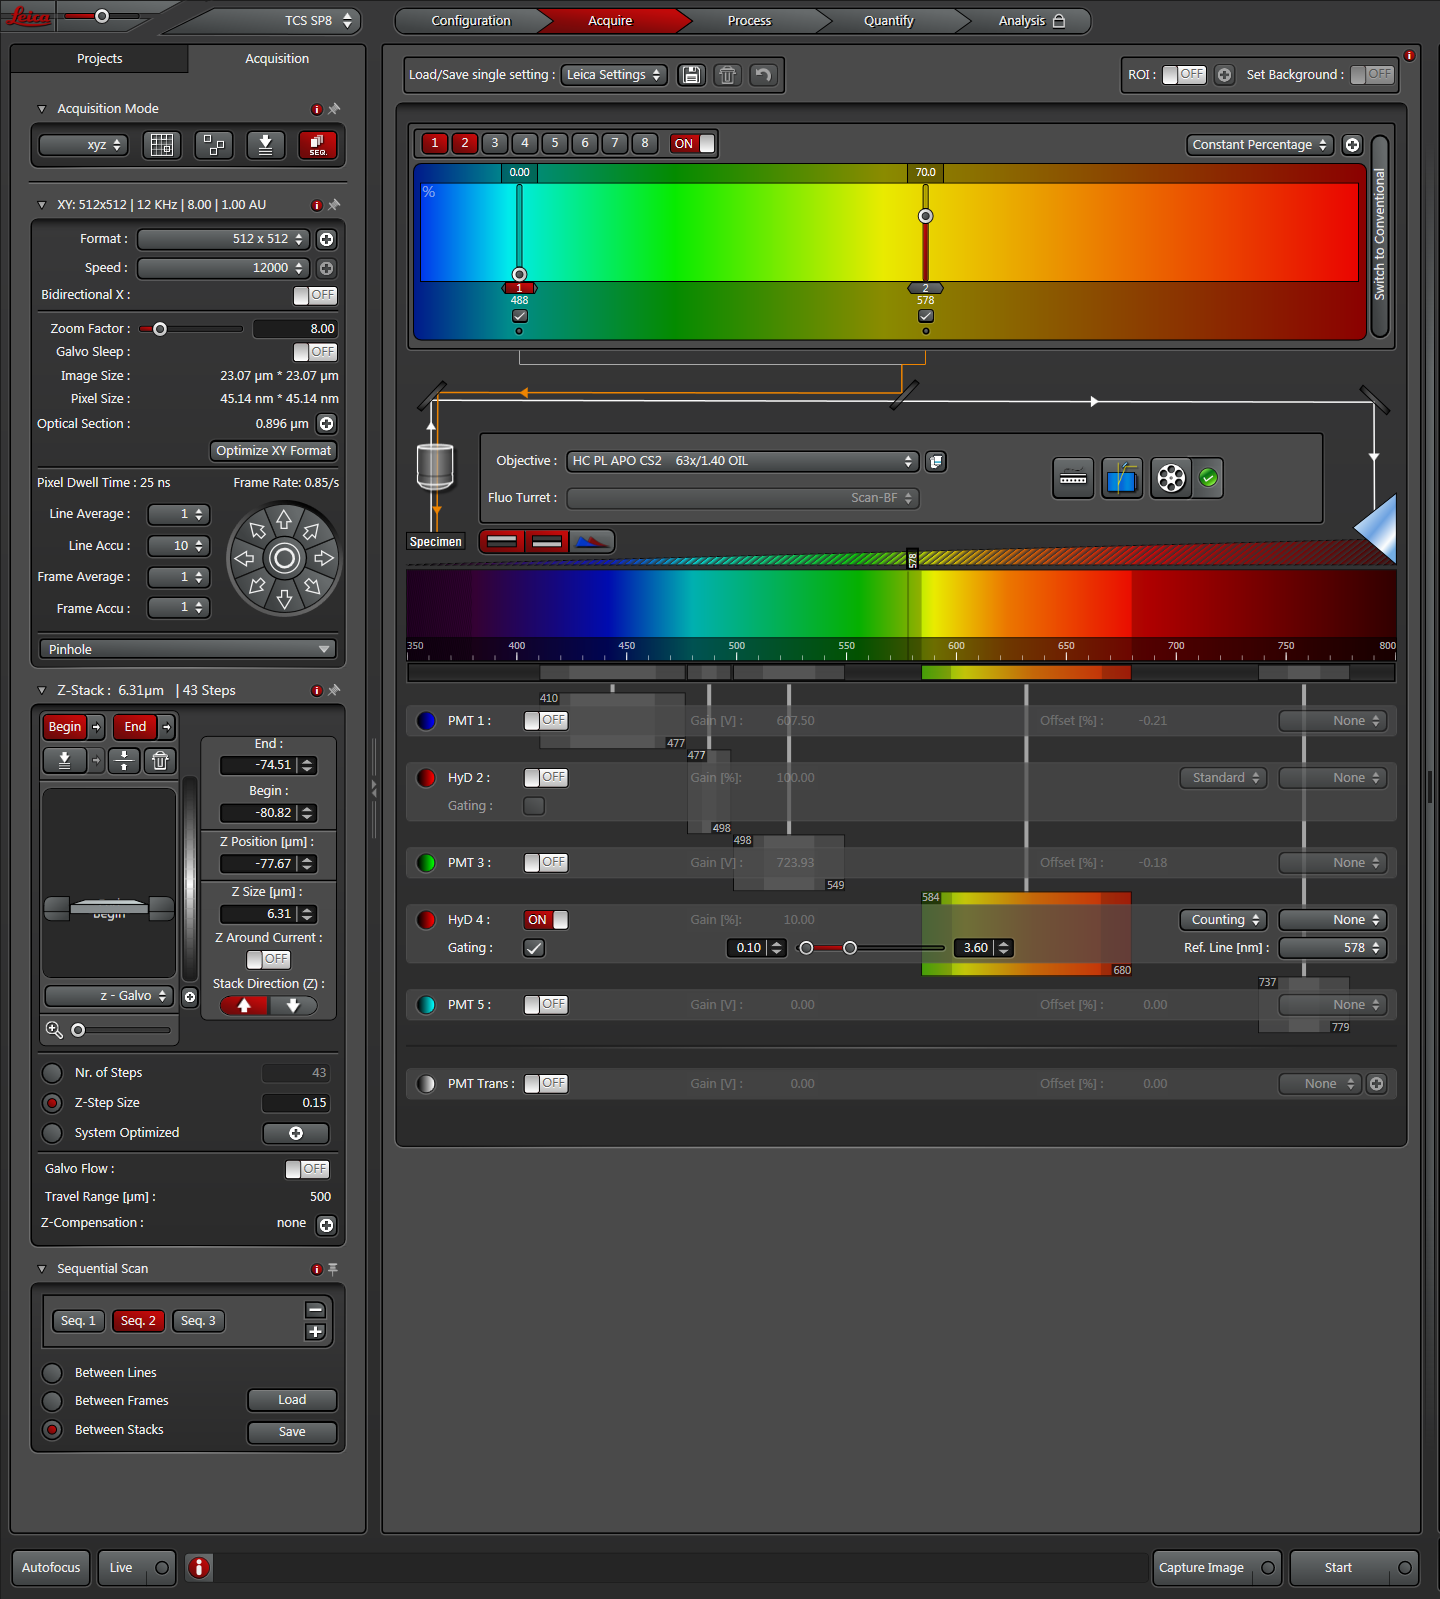 Leica
TCS SP8
Configuration
Acquire
Process
Quantify
Analysis
Projects
Acquisition
Acquisition Mode
xyz
SEQ.
XY: 512x512 | 12 KHz | 8.00 | 1.00 AU
Format : 512 x 512
Speed : 12000
Bidirectional X : OFF
Zoom Factor : 8.00
Galvo Sleep : OFF
Image Size : 23.07 µm * 23.07 µm
Pixel Size : 45.14 nm * 45.14 nm
Optical Section : 0.896 µm
Optimize XY Format
Pixel Dwell Time : 25 ns Frame Rate: 0.85/s
Line Average : 1
Line Accu : 10
Frame Average : 1
Frame Accu : 1
Pinhole
Z-Stack : 6.31µm | 43 Steps
Begin End
End :
-74.51
Begin :
-80.82
Z Position [µm] :
-77.67
Z Size [µm] :
6.31
Z Around Current :
OFF
Stack Direction (Z) :
Begin
z - Galvo
Nr. of Steps 43
Z-Step Size 0.15
System Optimized
Galvo Flow : OFF
Travel Range [µm] : 500
Z-Compensation : none
Sequential Scan
Seq. 1 Seq. 2 Seq. 3
Between Lines
Between Frames Load
Between Stacks Save
Autofocus
Live
Load/Save single setting : Leica Settings
ROI : OFF Set Background : OFF
1 2 3 4 5 6 7 8 ON
Constant Percentage
Switch to Conventional
0.00 70.0
%
1 2
488 578
Objective : HC PL APO CS2 63x/1.40 OIL
Fluo Turret : Scan-BF
Specimen
578
350 400 450 500 550 600 650 700 750 800
410
PMT 1 : OFF Gain [V] : 607.50 Offset [%] : -0.21 None
477
477
HyD 2 : OFF Gain [%]: 100.00 Standard None
Gating :
498
498
PMT 3 : OFF Gain [V] : 723.93 Offset [%] : -0.18 None
549
584
HyD 4 : ON Gain [%]: 10.00 Counting None
Gating : 0.10 3.60 Ref. Line [nm] : 578
680
737
PMT 5 : OFF Gain [V] : 0.00 Offset [%] : 0.00 None
779
PMT Trans : OFF Gain [V] : 0.00 Offset [%] : 0.00 None
Capture Image
Start